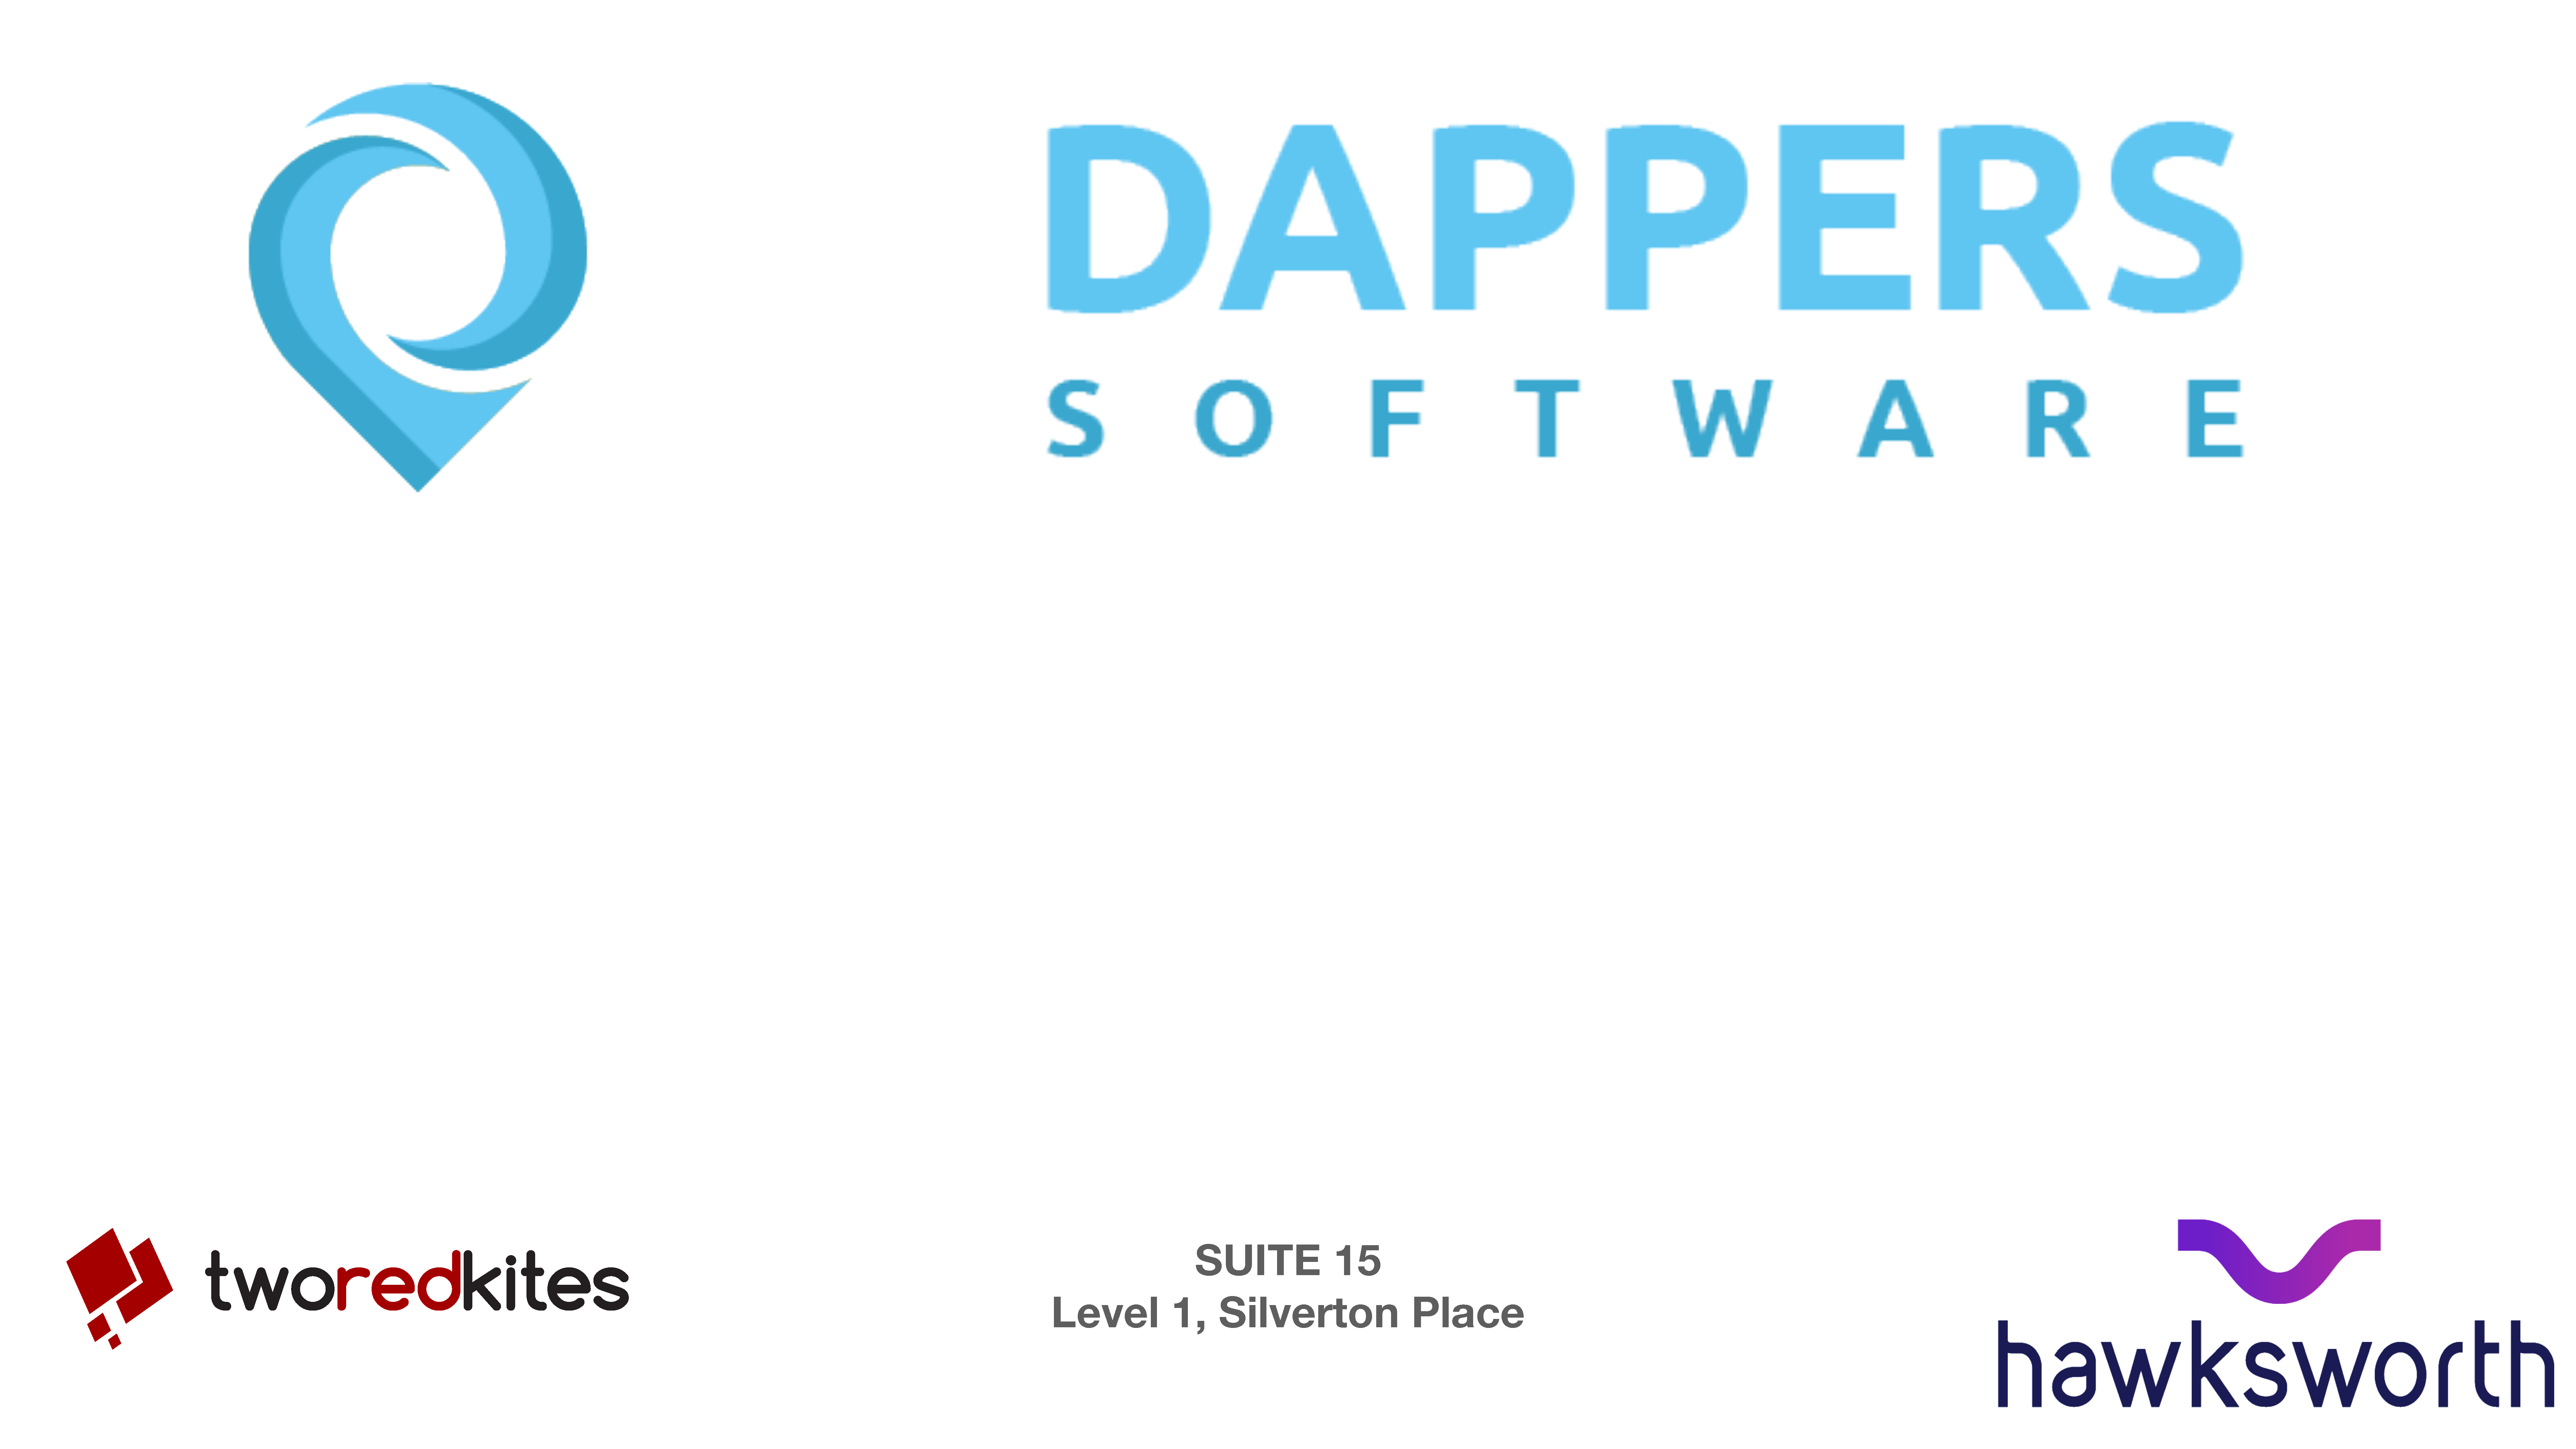 DAPPERS
SOFTWARE
tworedkites
SUITE 15
Level 1, Silverton Place
hawksworth